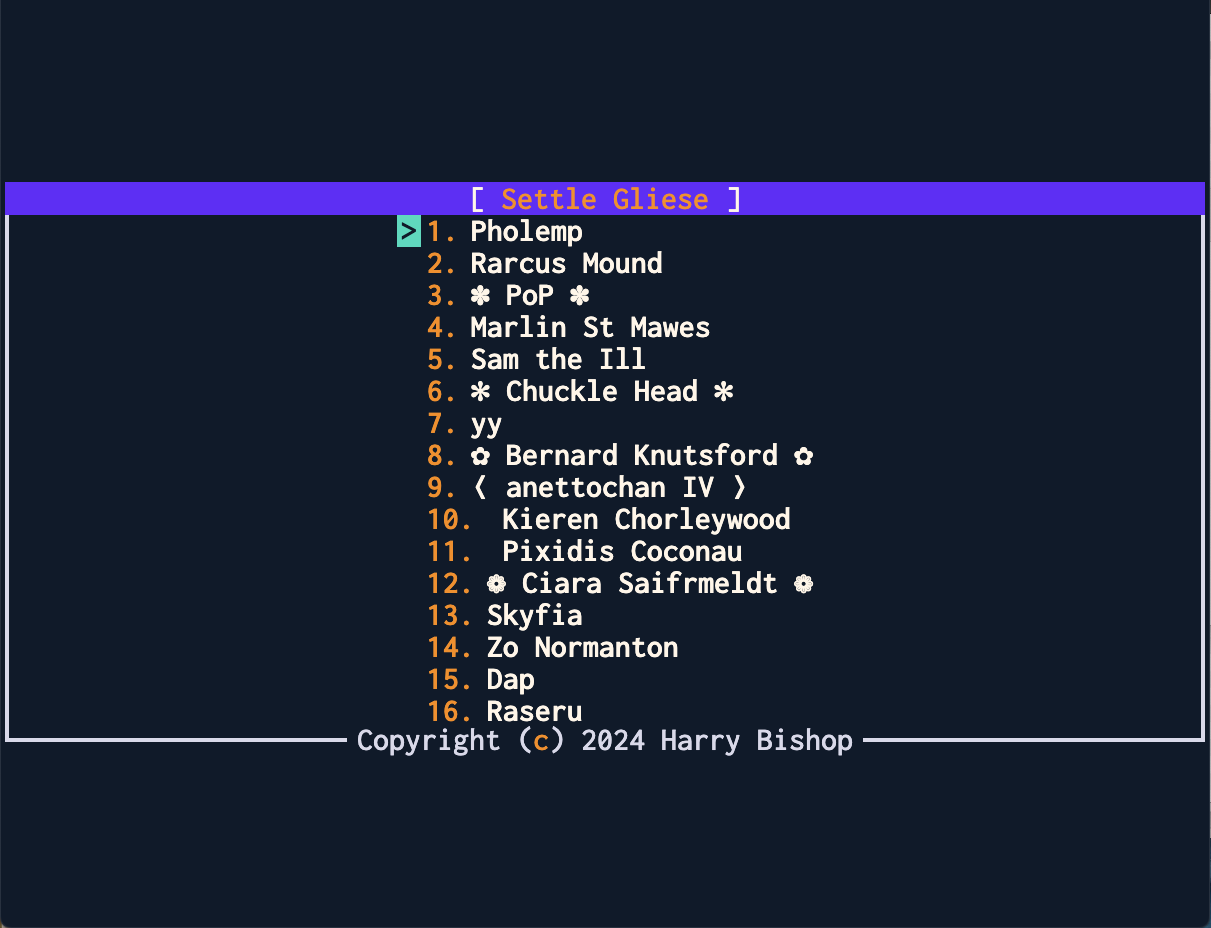 [ Settle Gliese ]
> 1. Pholemp
2. Rarcus Mound
3. ✽ PoP ✽
4. Marlin St Mawes
5. Sam the Ill
6. ✻ Chuckle Head ✻
7. yy
8. ✿ Bernard Knutsford ✿
9. ❬ anettochan IV ❭
10. Kieren Chorleywood
11. Pixidis Coconau
12. ❁ Ciara Saifrmeldt ❁
13. Skyfia
14. Zo Normanton
15. Dap
16. Raseru
Copyright (c) 2024 Harry Bishop